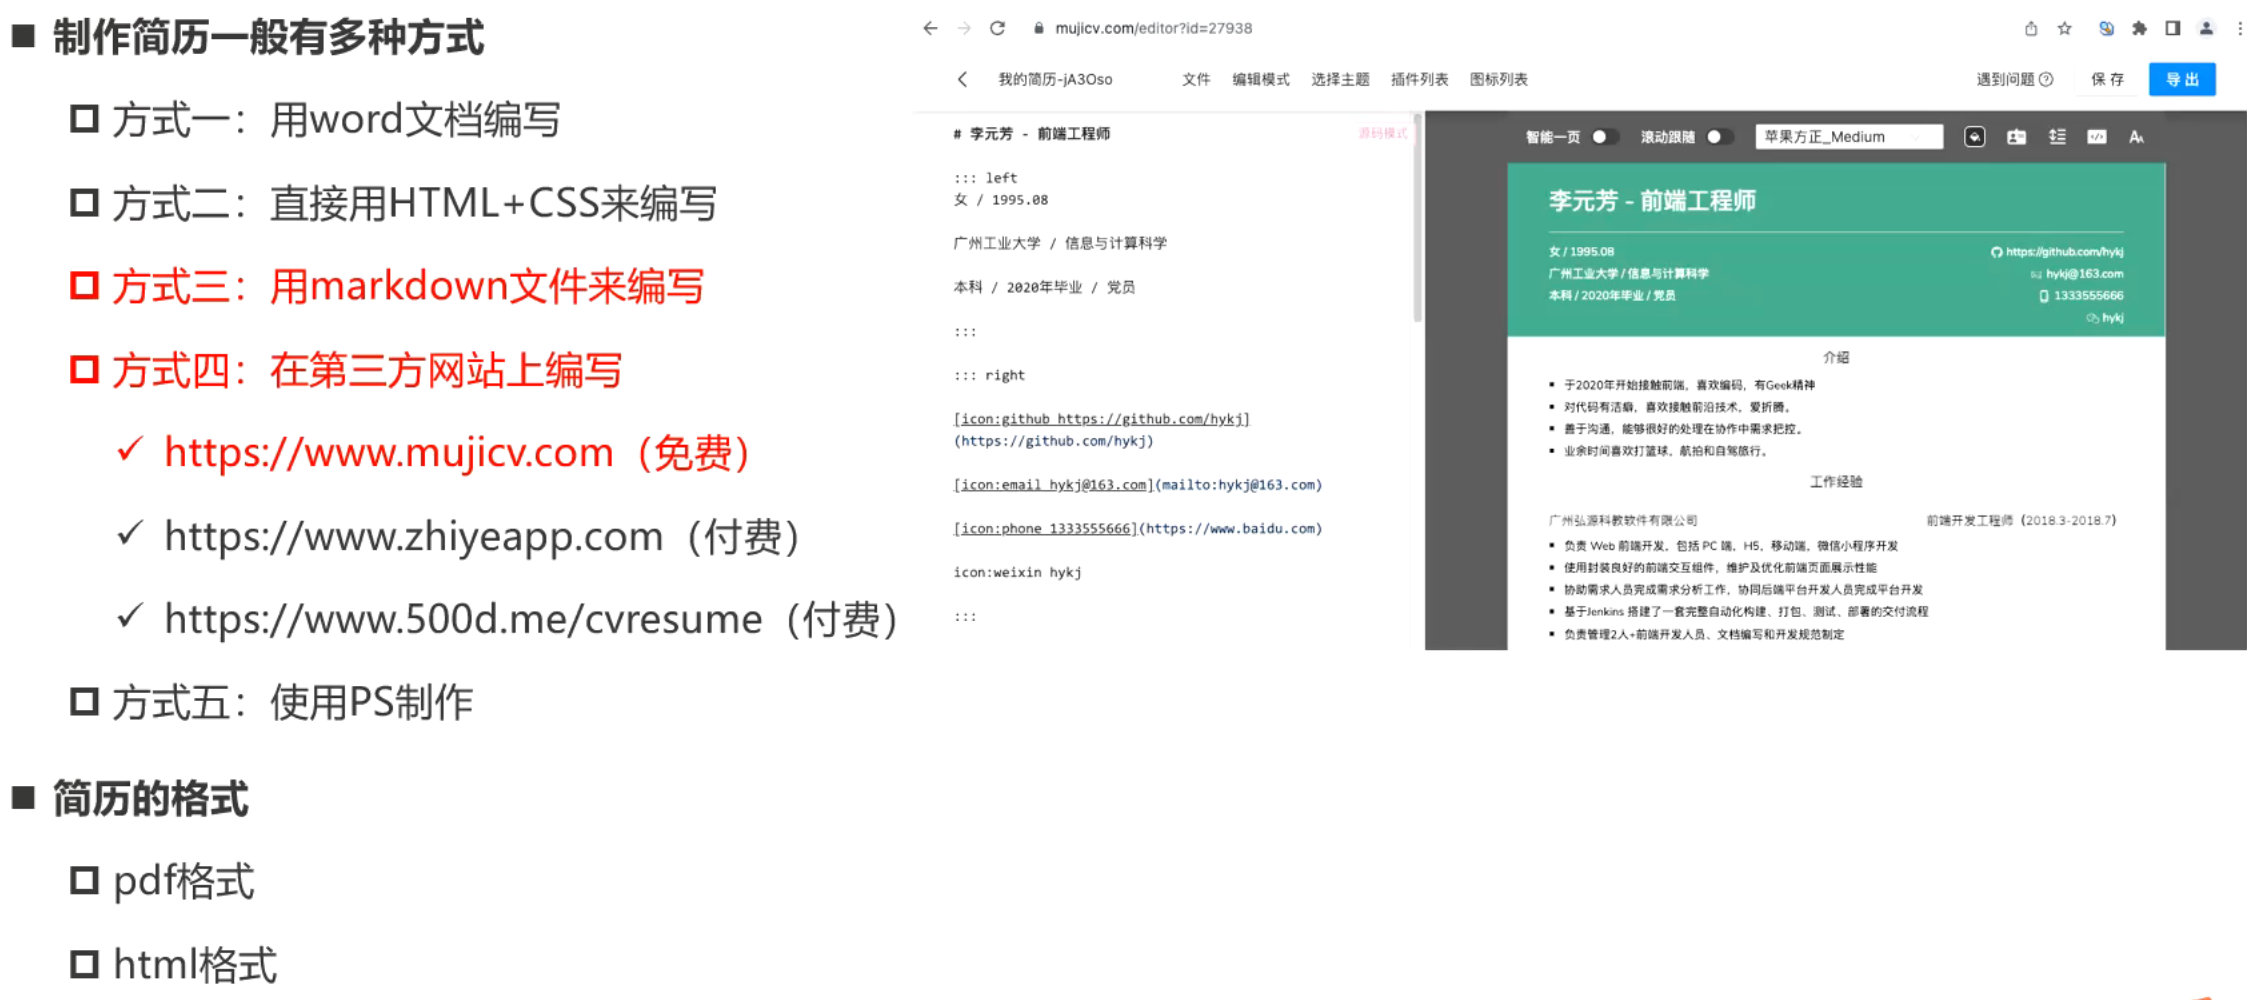 制作简历一般有多种方式
方式一：用word文档编写
方式二：直接用HTML+CSS来编写
方式三：用markdown文件来编写
方式四：在第三方网站上编写
https://www.mujicv.com（免费）
https://www.zhiyeapp.com（付费）
https://www.500d.me/cvresume（付费）
方式五：使用PS制作
简历的格式
pdf格式
html格式
mujicv.com/editor?id=27938
我的简历-jA3Oso 文件 编辑模式 选择主题 插件列表 图标列表 遇到问题 保存 导出
# 李元芳 - 前端工程师 源码模式
::: left
女 / 1995.08
广州工业大学 / 信息与计算科学
本科 / 2020年毕业 / 党员
:::
::: right
[icon:github https://github.com/hykj]
(https://github.com/hykj)
[icon:email hykj@163.com](mailto:hykj@163.com)
[icon:phone 1333555666](https://www.baidu.com)
icon:weixin hykj
:::
智能一页 滚动跟随 苹果方正_Medium
李元芳 - 前端工程师
女 / 1995.08 https://github.com/hykj
广州工业大学 / 信息与计算科学 hykj@163.com
本科 / 2020年毕业 / 党员 1333555666
hykj
介绍
于2020年开始接触前端，喜欢编码，有Geek精神
对代码有洁癖，喜欢接触前沿技术，爱折腾。
善于沟通，能够很好的处理在协作中需求把控。
业余时间喜欢打篮球，航拍和自驾旅行。
工作经验
广州弘源科教软件有限公司 前端开发工程师（2018.3-2018.7）
负责 Web 前端开发，包括 PC 端，H5，移动端，微信小程序开发
使用封装良好的前端交互组件，维护及优化前端页面展示性能
协助需求人员完成需求分析工作，协同后端平台开发人员完成平台开发
基于Jenkins 搭建了一套完整自动化构建、打包、测试、部署的交付流程
负责管理2人+前端开发人员、文档编写和开发规范制定